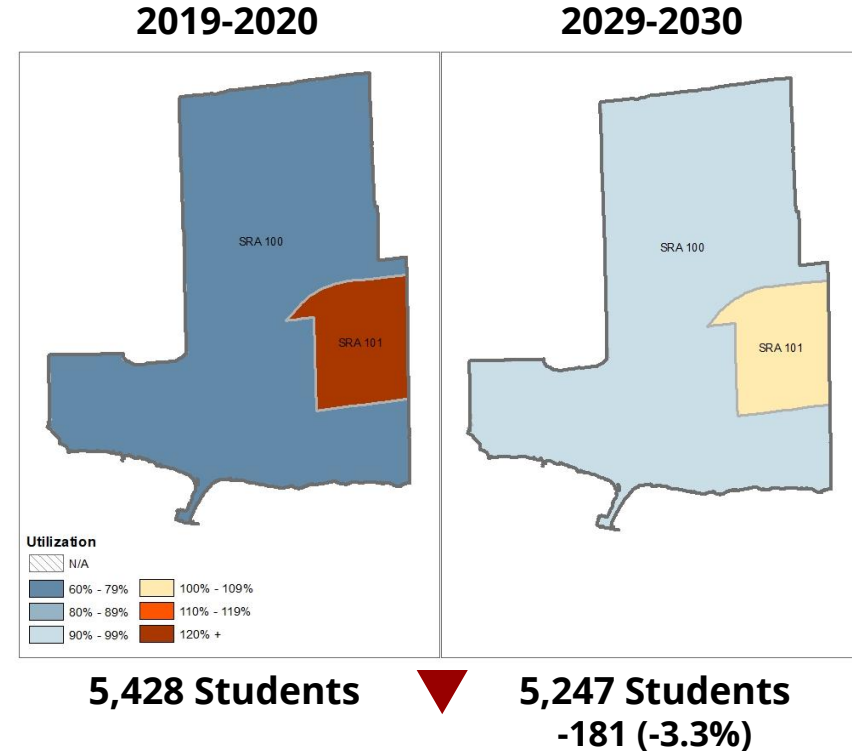 2019-2020
2029-2030
SRA 100
SRA 101
SRA 100
SRA 101
Utilization
N/A
60% - 79%
100% - 109%
80% - 89%
110% - 119%
90% - 99%
120% +
5,428 Students
5,247 Students
-181 (-3.3%)